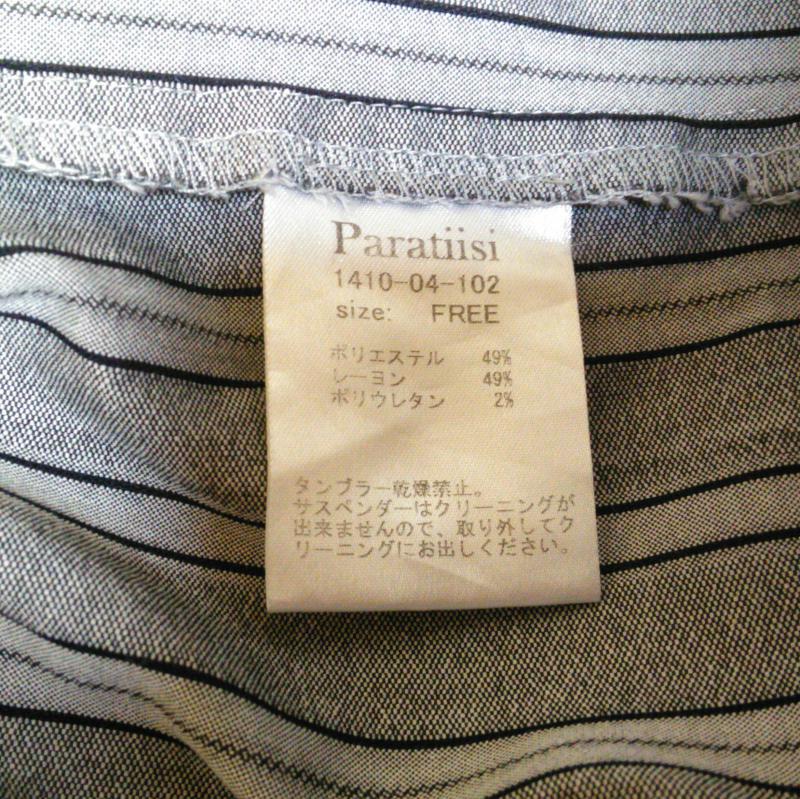 Paratiisi
1410-04-102
size: FREE
ポリエステル 49%
レーヨン 49%
ポリウレタン 2%
タンブラー乾燥禁止。
サスペンダーはクリーニングが
出来ませんので、取り外してク
リーニングにお出しください。